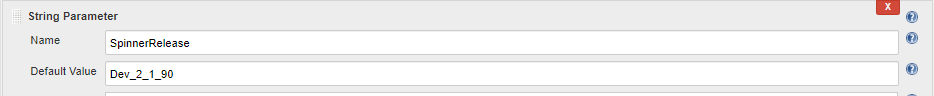 String Parameter
X
Name
SpinnerRelease
Default Value
Dev_2_1_90